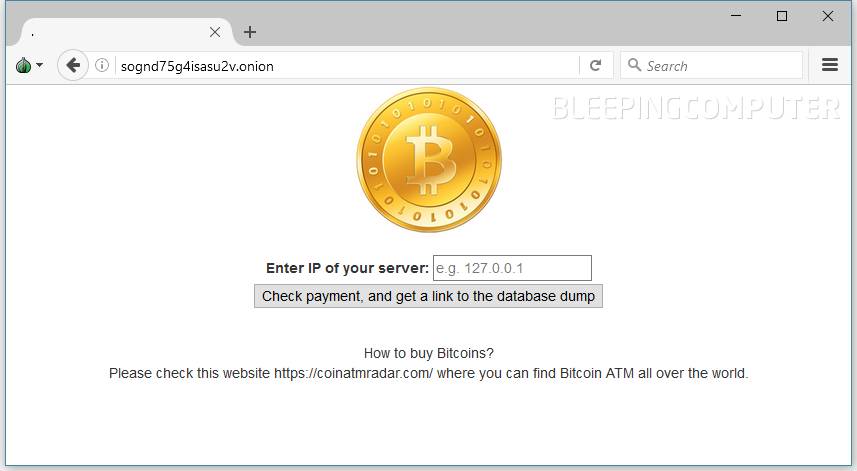 .
sognd75g4isasu2v.onion
Search
BLEEPINGCOMPUTER
Enter IP of your server: e.g. 127.0.0.1
Check payment, and get a link to the database dump
How to buy Bitcoins?
Please check this website https://coinatmradar.com/ where you can find Bitcoin ATM all over the world.